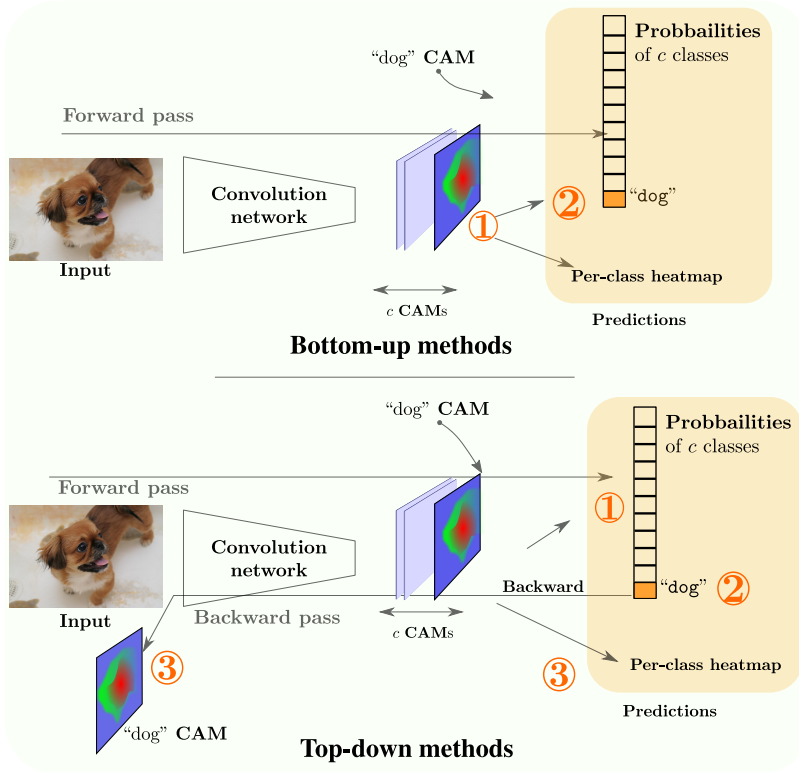 "dog" CAM
Probbailities
of c classes
Forward pass
Convolution
network
"dog"
①
②
Input
Per-class heatmap
c CAMs
Predictions
Bottom-up methods
"dog" CAM
Probbailities
of c classes
Forward pass
①
Convolution
network
Backward
"dog"
②
Input
Backward pass
c CAMs
③
③
Per-class heatmap
"dog" CAM
Predictions
Top-down methods